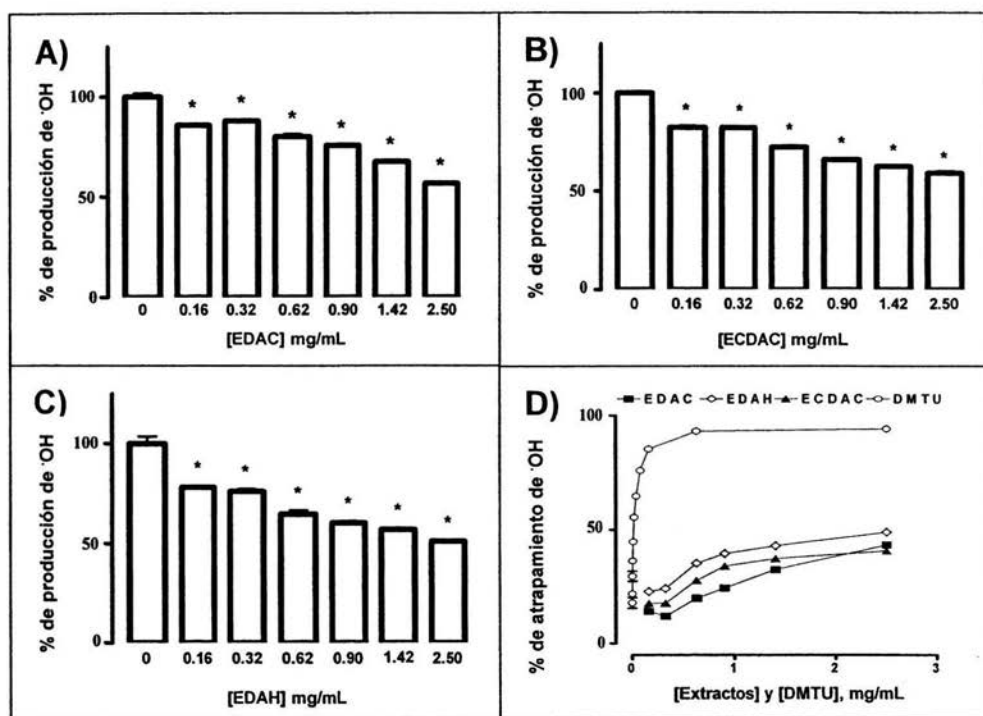 A)
% de producción de ·OH
100
50
0
* * * * * *
0 0.16 0.32 0.62 0.90 1.42 2.50
[EDAC] mg/mL
B)
% de producción de ·OH
100
50
0
* * * * * *
0 0.16 0.32 0.62 0.90 1.42 2.50
[ECDAC] mg/mL
C)
% de producción de ·OH
100
50
0
* * * * * *
0 0.16 0.32 0.62 0.90 1.42 2.50
[EDAH] mg/mL
D)
EDAC EDAH ECDAC DMTU
% de atrapamiento de ·OH
100
50
0
0 1 2 3
[Extractos] y [DMTU], mg/mL